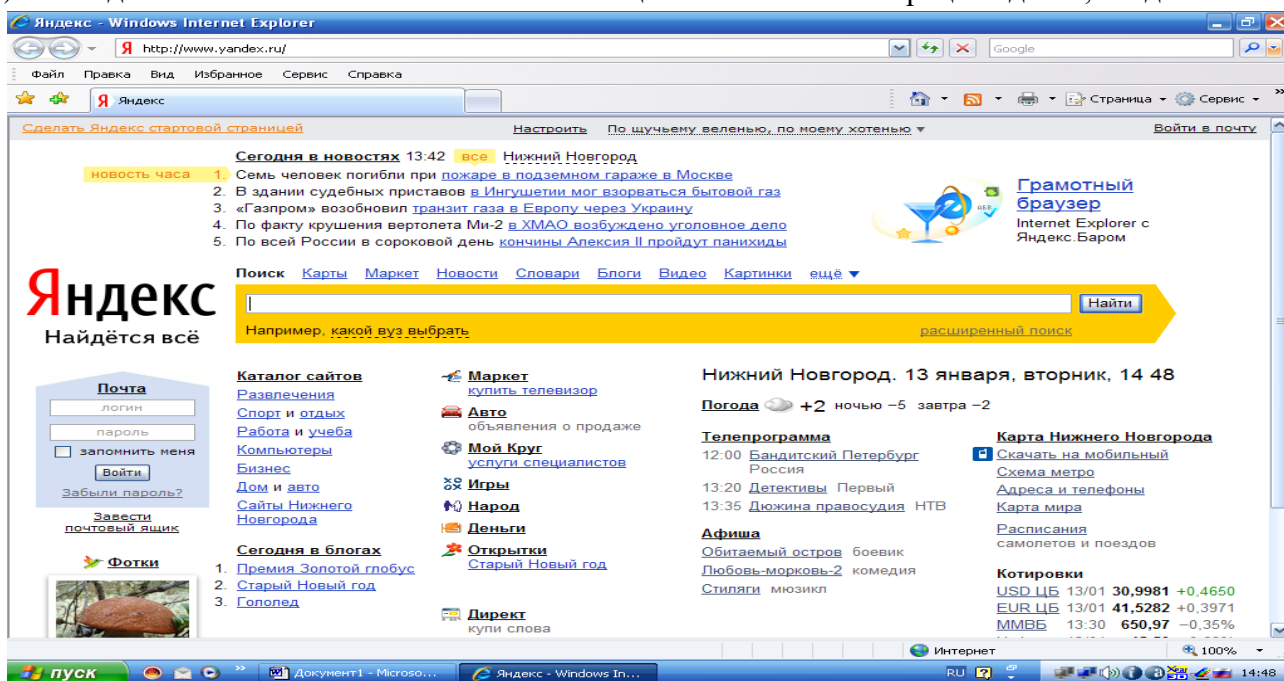 Яндекс - Windows Internet Explorer
http://www.yandex.ru/
Google
Файл Правка Вид Избранное Сервис Справка
Яндекс
Страница Сервис
Сделать Яндекс стартовой страницей
Настроить По щучьему веленью, по моему хотенью
Войти в почту
Сегодня в новостях 13:42 все Нижний Новгород
новость часа 1. Семь человек погибли при пожаре в подземном гараже в Москве
2. В здании судебных приставов в Ингушетии мог взорваться бытовой газ
3. «Газпром» возобновил транзит газа в Европу через Украину
4. По факту крушения вертолета Ми-2 в ХМАО возбуждено уголовное дело
5. По всей России в сороковой день кончины Алексия II пройдут панихиды
Грамотный
браузер
Internet Explorer с
Яндекс.Баром
Поиск Карты Маркет Новости Словари Блоги Видео Картинки ещё
Яндекс
Найдётся всё
Найти
Например, какой вуз выбрать
расширенный поиск
Почта
логин
пароль
запомнить меня
Войти
Забыли пароль?
Завести
почтовый ящик
Фотки
Каталог сайтов
Развлечения
Спорт и отдых
Работа и учеба
Компьютеры
Бизнес
Дом и авто
Сайты Нижнего
Новгорода
Сегодня в блогах
1. Премия Золотой глобус
2. Старый Новый год
3. Гололед
Маркет
купить телевизор
Авто
объявления о продаже
Мой Круг
услуги специалистов
Игры
Народ
Деньги
Открытки
Старый Новый год
Директ
купи слова
Нижний Новгород. 13 января, вторник, 14 48
Погода +2 ночью −5 завтра −2
Телепрограмма
12:00 Бандитский Петербург
Россия
13:20 Детективы Первый
13:35 Дюжина правосудия НТВ
Афиша
Обитаемый остров боевик
Любовь-морковь-2 комедия
Стиляги мюзикл
Карта Нижнего Новгорода
Скачать на мобильный
Схема метро
Адреса и телефоны
Карта мира
Расписания
самолетов и поездов
Котировки
USD ЦБ 13/01 30,9981 +0,4650
EUR ЦБ 13/01 41,5282 +0,3971
ММВБ 13:30 650,97 −0,35%
Интернет
100%
пуск
Документ1 - Microso...
Яндекс - Windows In...
RU
14:48